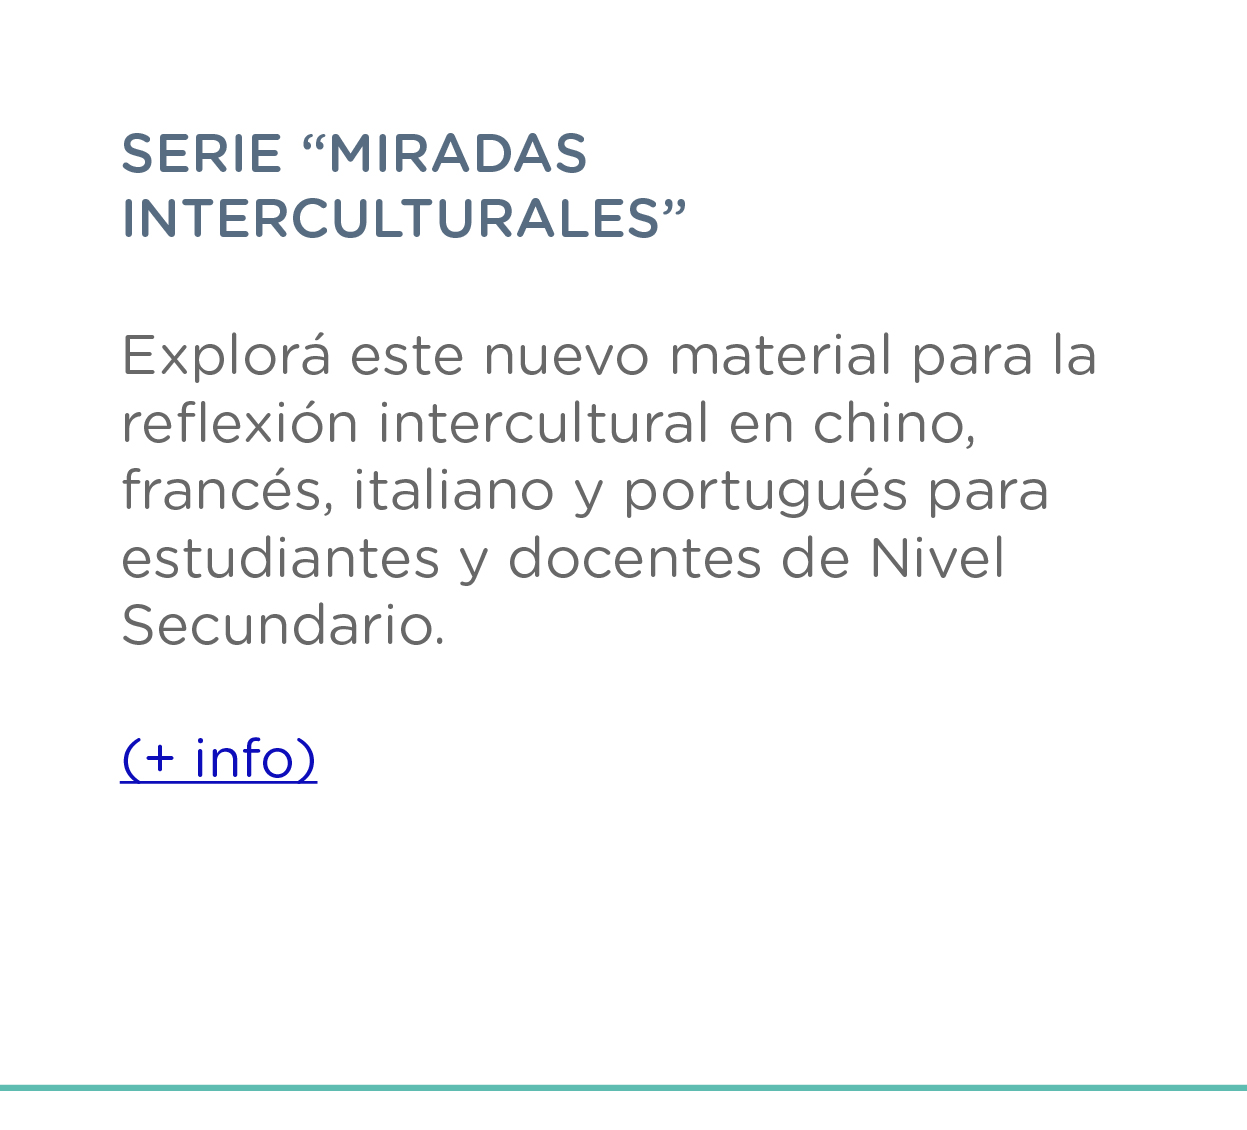 SERIE “MIRADAS
INTERCULTURALES”
Explorá este nuevo material para la
reflexión intercultural en chino,
francés, italiano y portugués para
estudiantes y docentes de Nivel
Secundario.
(+ info)